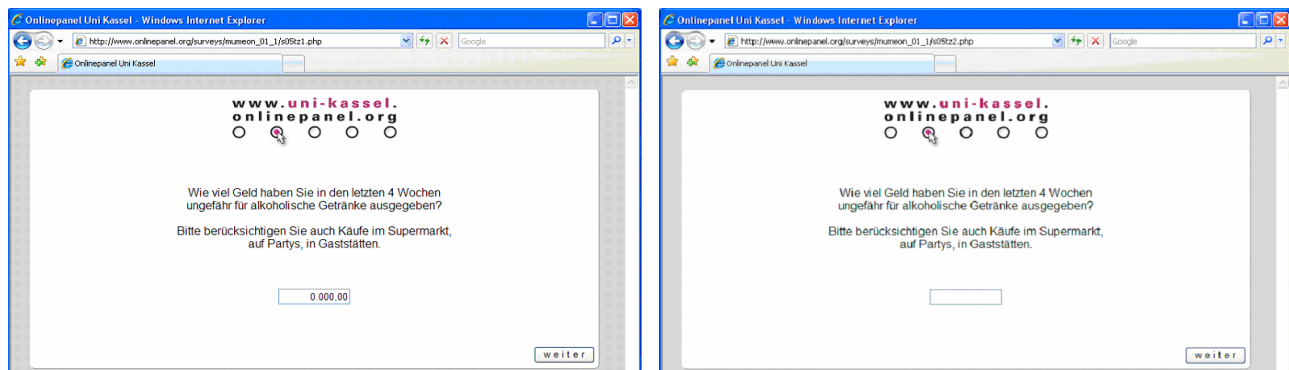 Onlinepanel Uni Kassel - Windows Internet Explorer
http://www.onlinepanel.org/surveys/mumeon_01_1/s05tz1.php
Google
Onlinepanel Uni Kassel
www.uni-kassel.
onlinepanel.org
Wie viel Geld haben Sie in den letzten 4 Wochen
ungefähr für alkoholische Getränke ausgegeben?
Bitte berücksichtigen Sie auch Käufe im Supermarkt,
auf Partys, in Gaststätten.
0.000,00
weiter
Onlinepanel Uni Kassel - Windows Internet Explorer
http://www.onlinepanel.org/surveys/mumeon_01_1/s05tz2.php
Google
Onlinepanel Uni Kassel
www.uni-kassel.
onlinepanel.org
Wie viel Geld haben Sie in den letzten 4 Wochen
ungefähr für alkoholische Getränke ausgegeben?
Bitte berücksichtigen Sie auch Käufe im Supermarkt,
auf Partys, in Gaststätten.
weiter